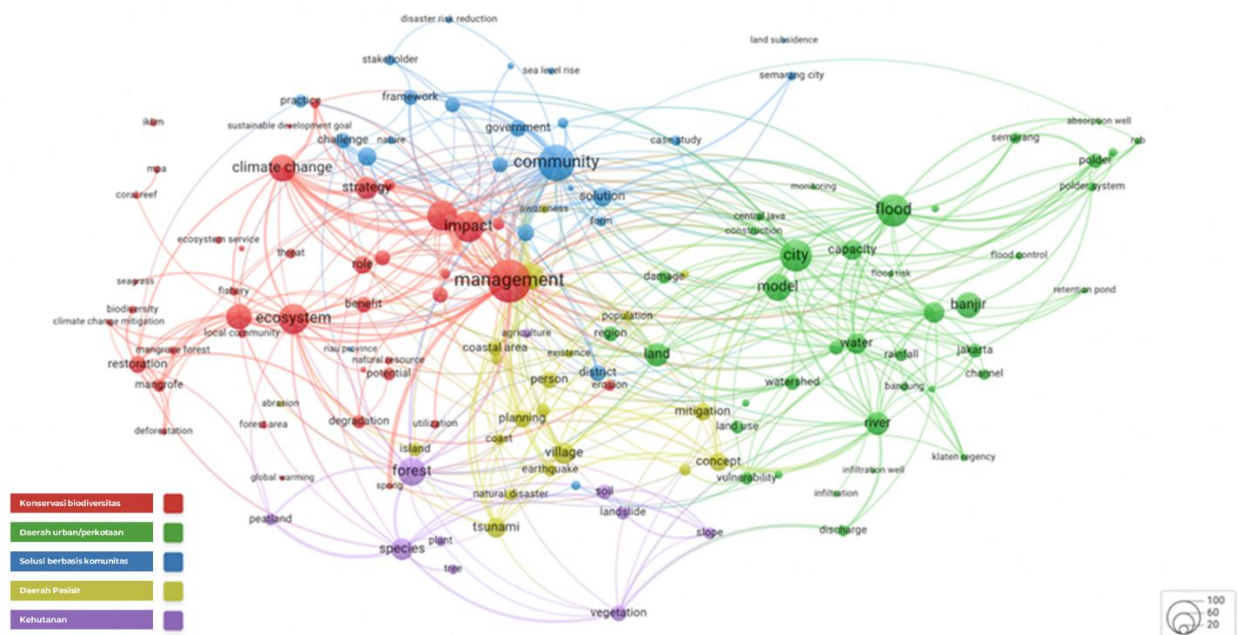 disaster risk reduction
land subsidence
stakeholder
sea level rise
semarang city
practice
framework
iklim
sustainable development goal
government
absorption well
challenge
nature
case study
semarang
rob
climate change
community
polder
mpa
strategy
monitoring
polder system
coral reef
solution
awareness
flood
impact
form
central java
construction
ecosystem service
threat
capacity
city
flood control
role
flood risk
seagrass
management
damage
model
retention pond
fishery
biodiversity
benefit
banjir
climate change mitigation
ecosystem
population
local community
agriculture
region
water
mangrove forest
riau province
coastal area
existence
land
rainfall
jakarta
restoration
natural resource
potential
district
channel
mangrofe
person
erosion
watershed
bandung
abrasion
mitigation
deforestation
forest area
degradation
utilization
planning
land use
river
coast
island
village
klaten regency
forest
earthquake
concept
infiltration well
global warming
spring
vulnerability
natural disaster
soil
infiltration
peatland
landslide
tsunami
slope
discharge
species
plant
tree
vegetation
Konservasi biodiversitas
Daerah urban/perkotaan
Solusi berbasis komunitas
Daerah Pesisir
Kehutanan
100
60
20